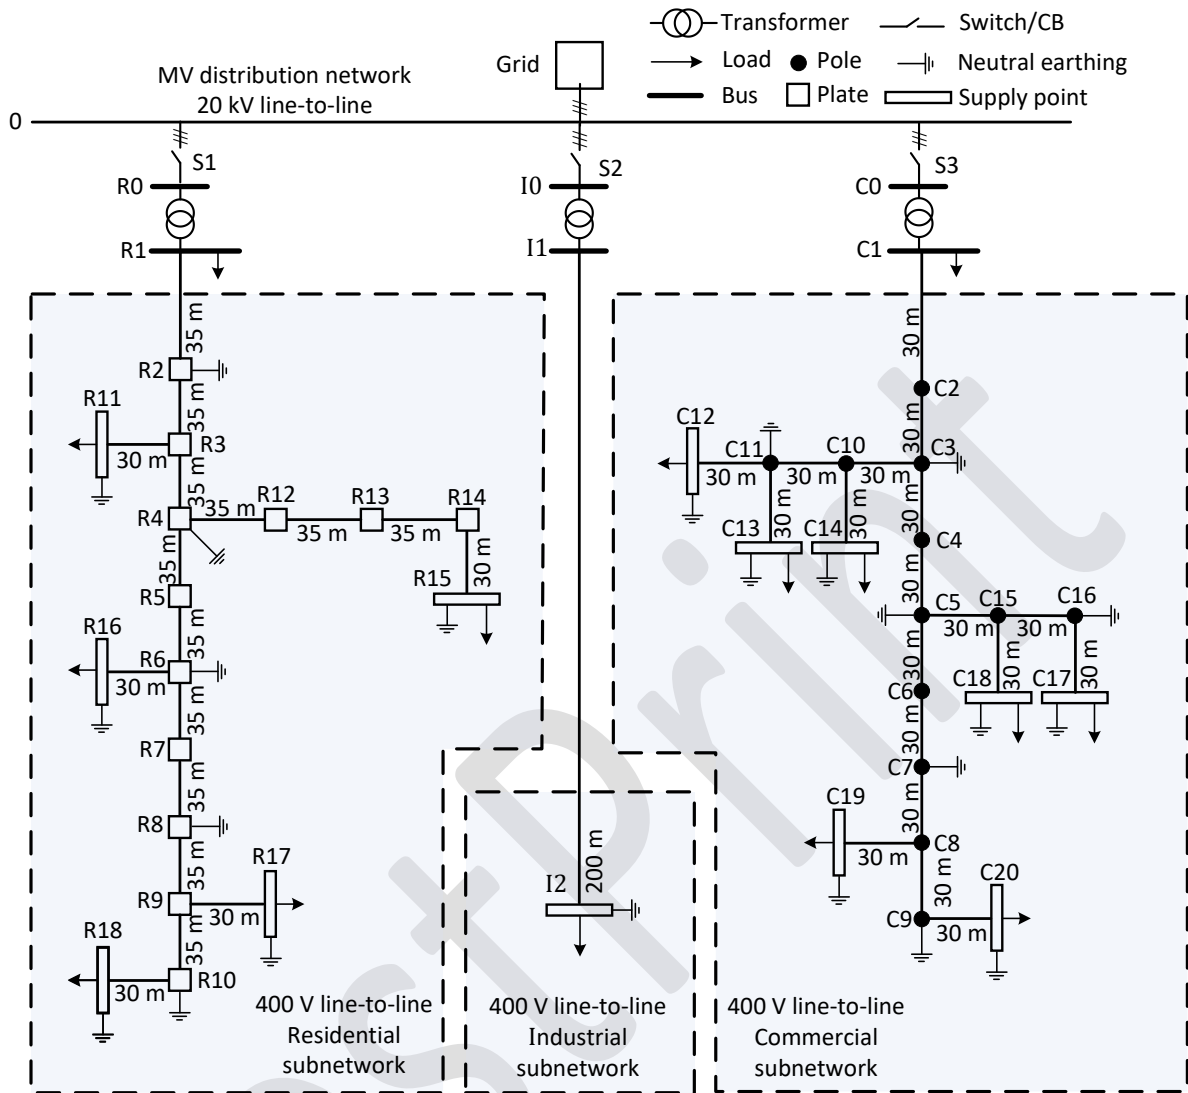 Transformer
Switch/CB
Load
Pole
Neutral earthing
Bus
Plate
Supply point
Grid
MV distribution network
20 kV line-to-line
0
S1
S2
S3
R0
I0
C0
R1
I1
C1
35 m
R2
35 m
R11
R3
30 m
35 m
R4
35 m
R12
35 m
R13
35 m
R14
30 m
R15
35 m
R5
35 m
R16
R6
30 m
35 m
R7
35 m
R8
35 m
R17
R9
30 m
35 m
R18
R10
30 m
400 V line-to-line
Residential
subnetwork
200 m
I2
400 V line-to-line
Industrial
subnetwork
30 m
C2
30 m
C12
C11
C10
C3
30 m
30 m
30 m
30 m
C13
30 m
C14
30 m
C4
30 m
C5
C15
C16
30 m
30 m
30 m
C18
30 m
C17
30 m
C6
30 m
C7
30 m
C19
C8
30 m
30 m
C20
C9
30 m
400 V line-to-line
Commercial
subnetwork
stPrint